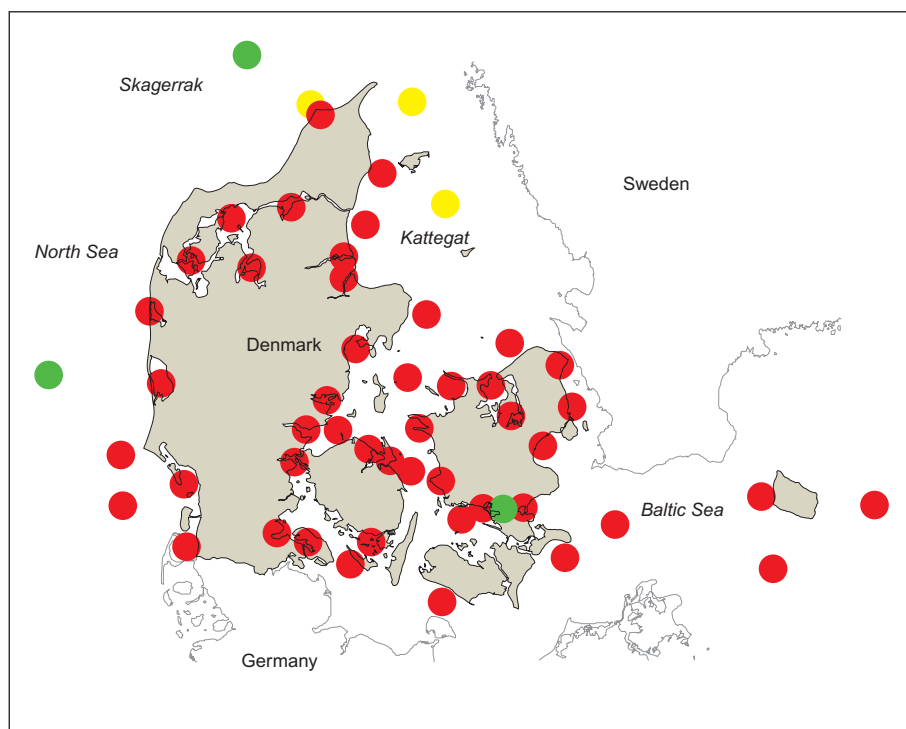 Skagerrak
Sweden
North Sea
Kattegat
Denmark
Baltic Sea
Germany